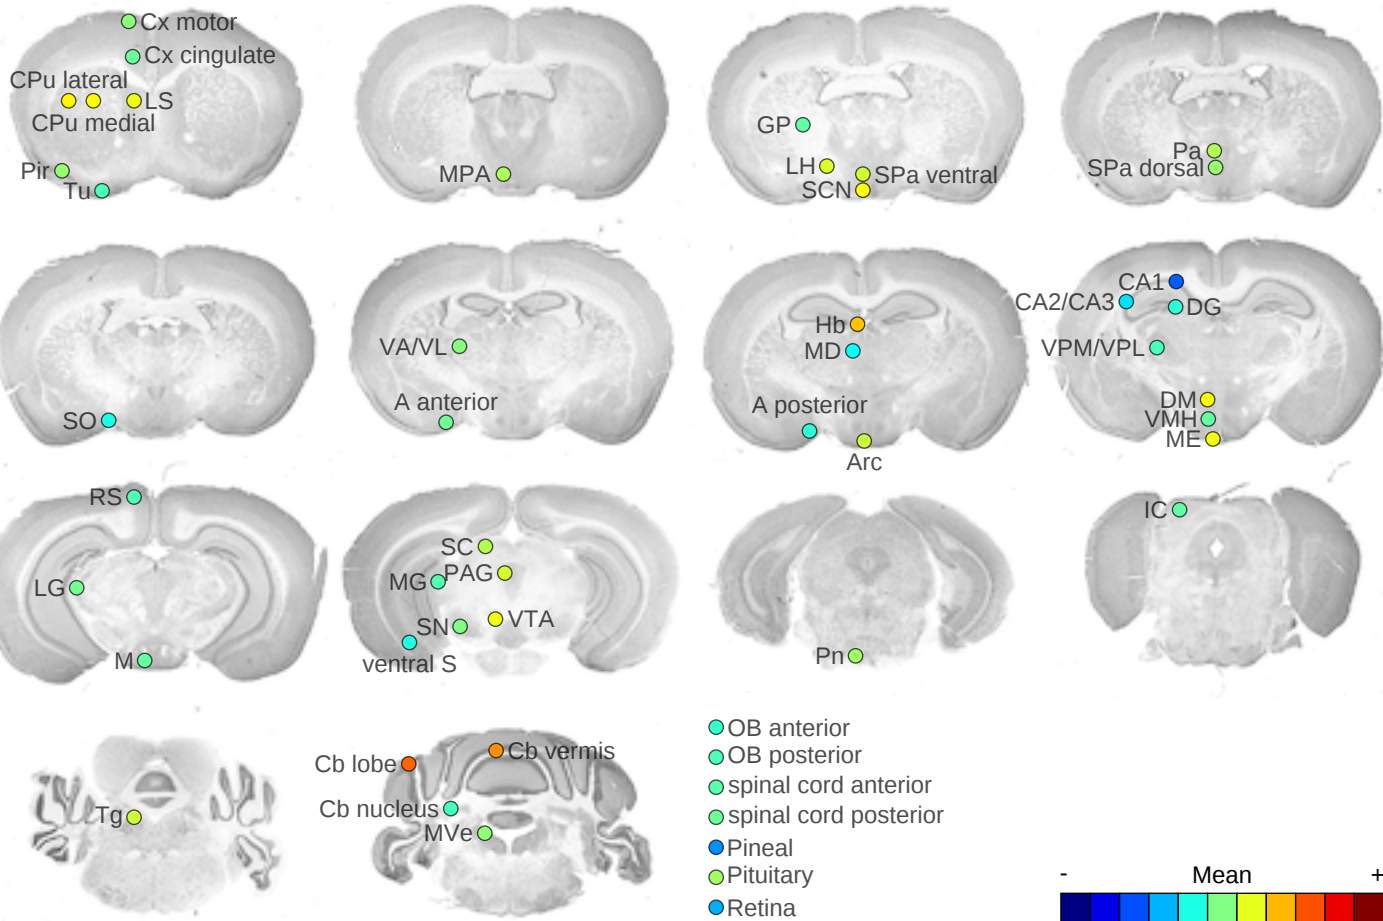 Cx motor
Cx cingulate
CPu lateral
LS
CPu medial
Pir
Tu
MPA
GP
LH
SPa ventral
SCN
Pa
SPa dorsal
SO
VA/VL
A anterior
Hb
MD
A posterior
Arc
CA1
CA2/CA3
DG
VPM/VPL
DM
VMH
ME
RS
LG
M
SC
PAG
MG
SN
VTA
ventral S
Pn
IC
Tg
Cb lobe
Cb vermis
Cb nucleus
MVe
OB anterior
OB posterior
spinal cord anterior
spinal cord posterior
Pineal
Pituitary
Retina
- Mean +